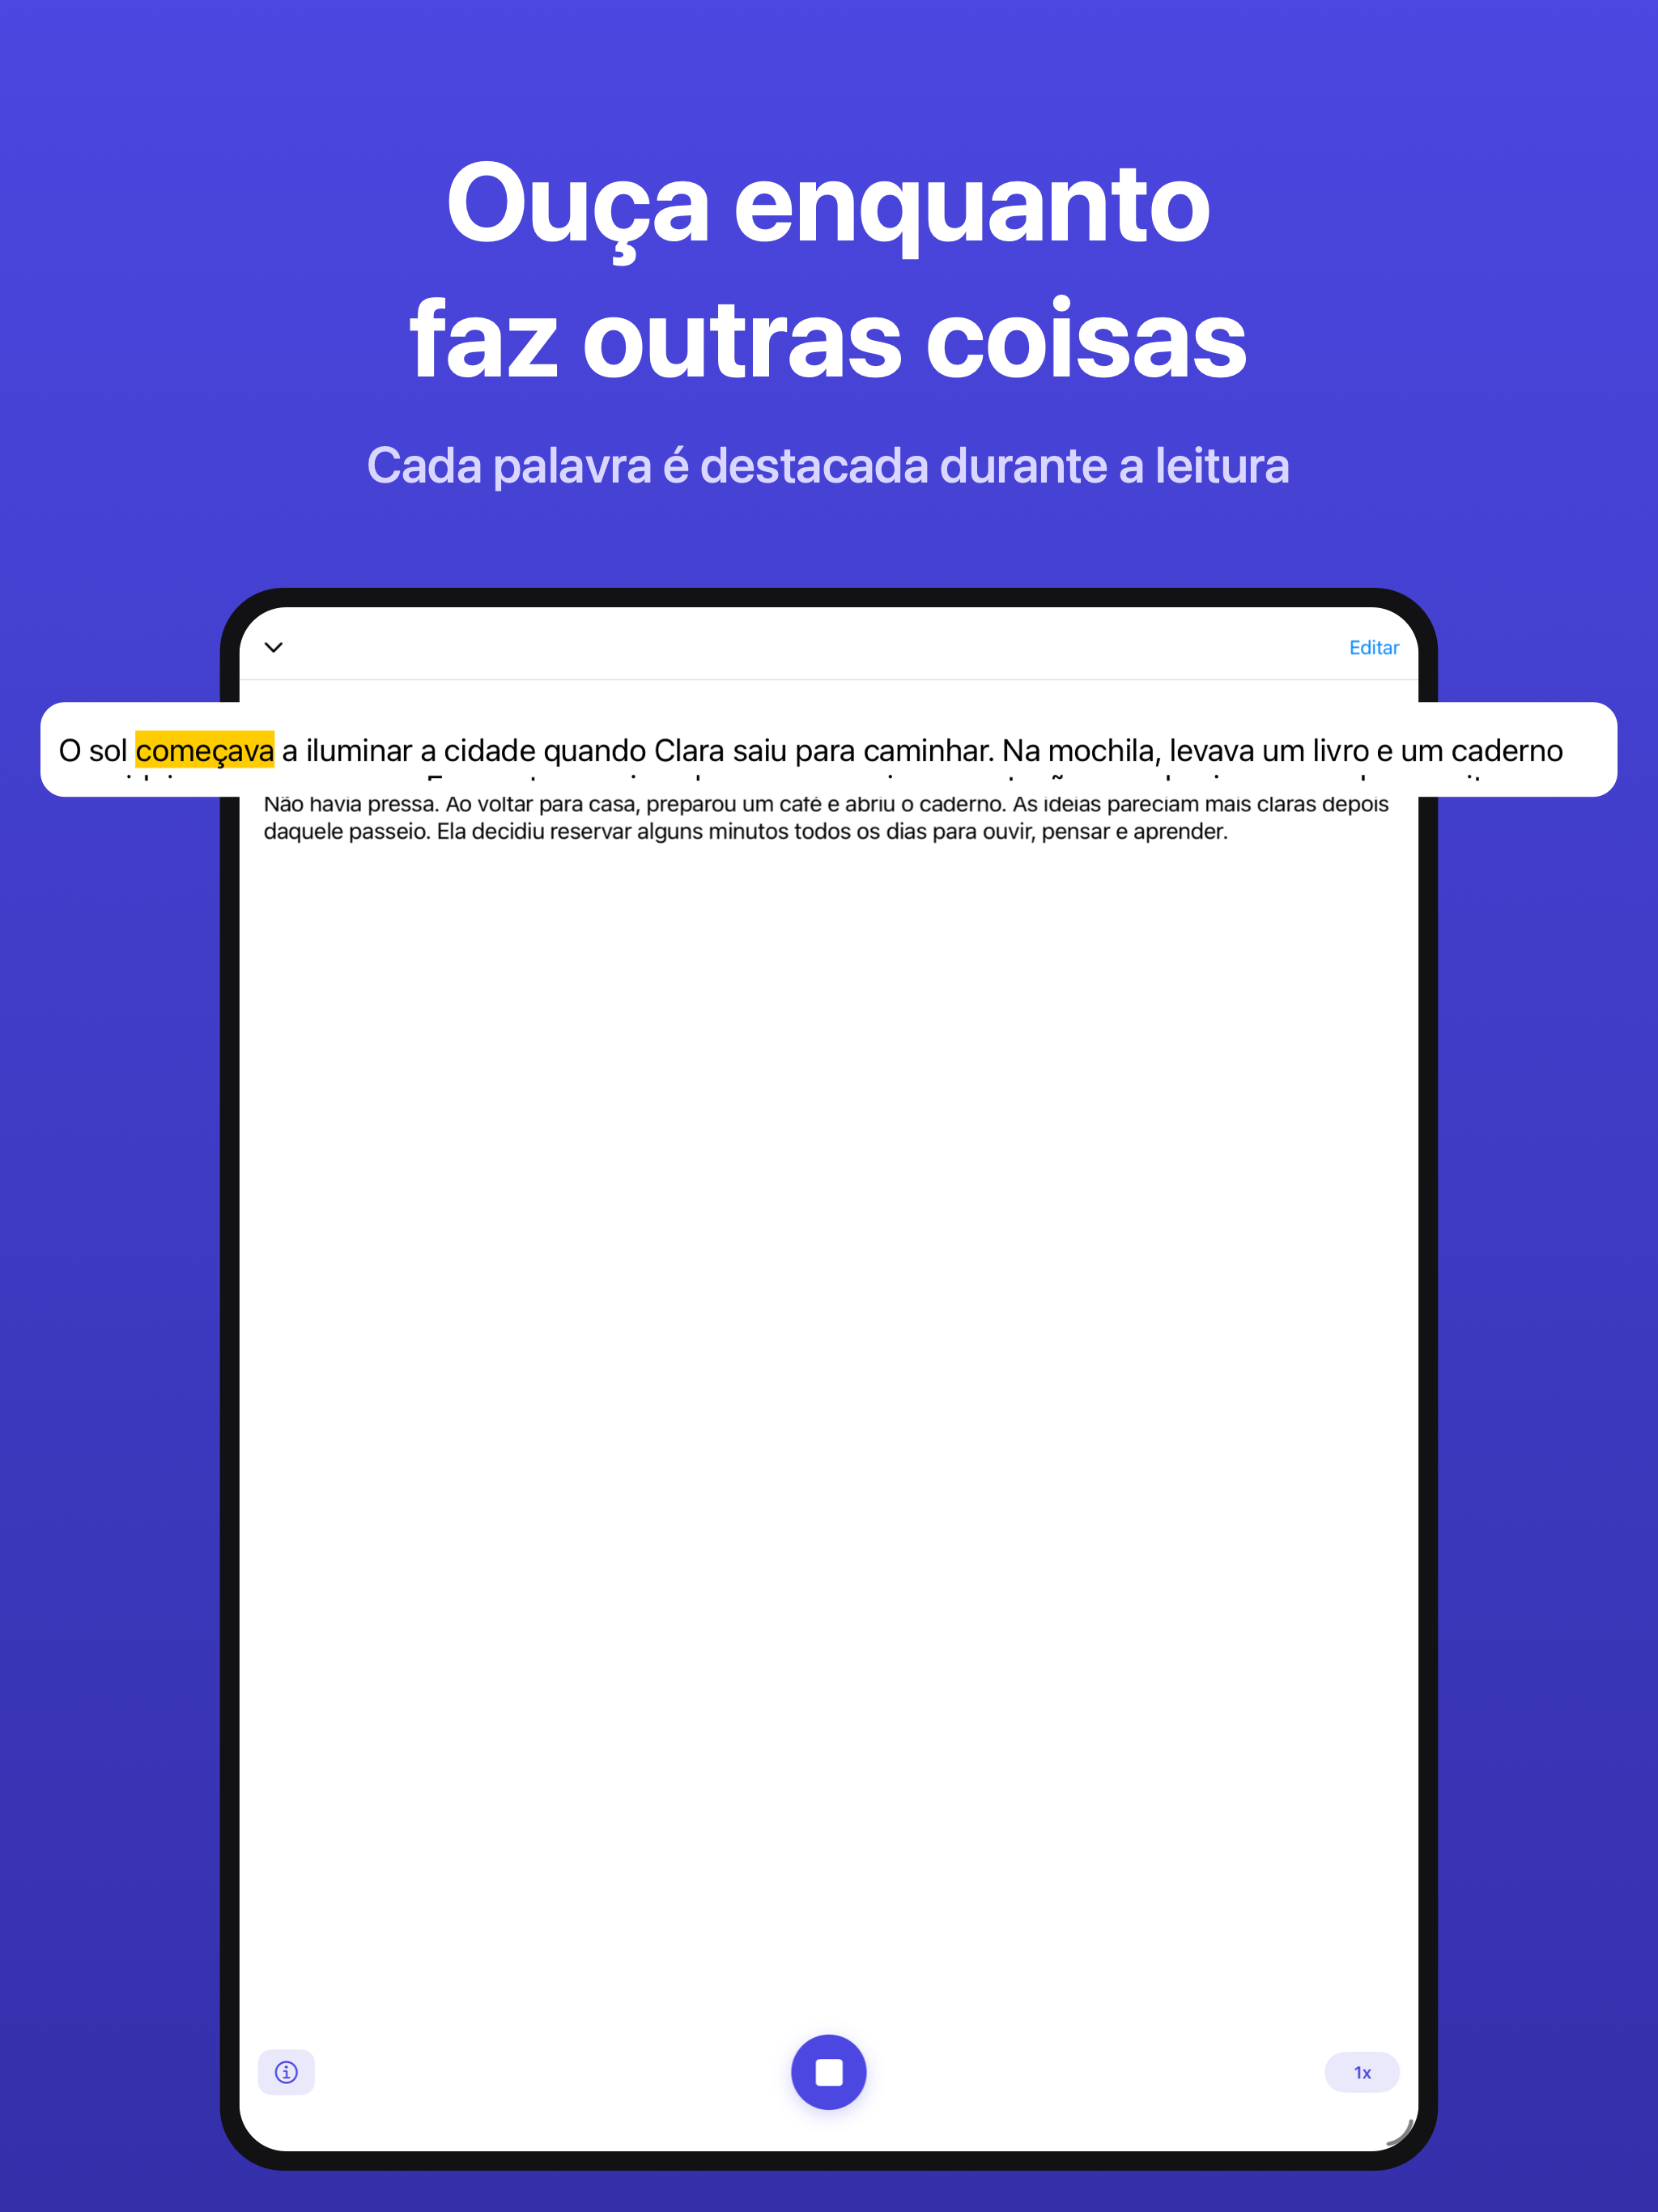 Ouça enquanto
faz outras coisas
Cada palavra é destacada durante a leitura
Editar
O sol começava a iluminar a cidade quando Clara saiu para caminhar. Na mochila, levava um livro e um caderno
Não havia pressa. Ao voltar para casa, preparou um café e abriu o caderno. As ideias pareciam mais claras depois
daquele passeio. Ela decidiu reservar alguns minutos todos os dias para ouvir, pensar e aprender.
1x